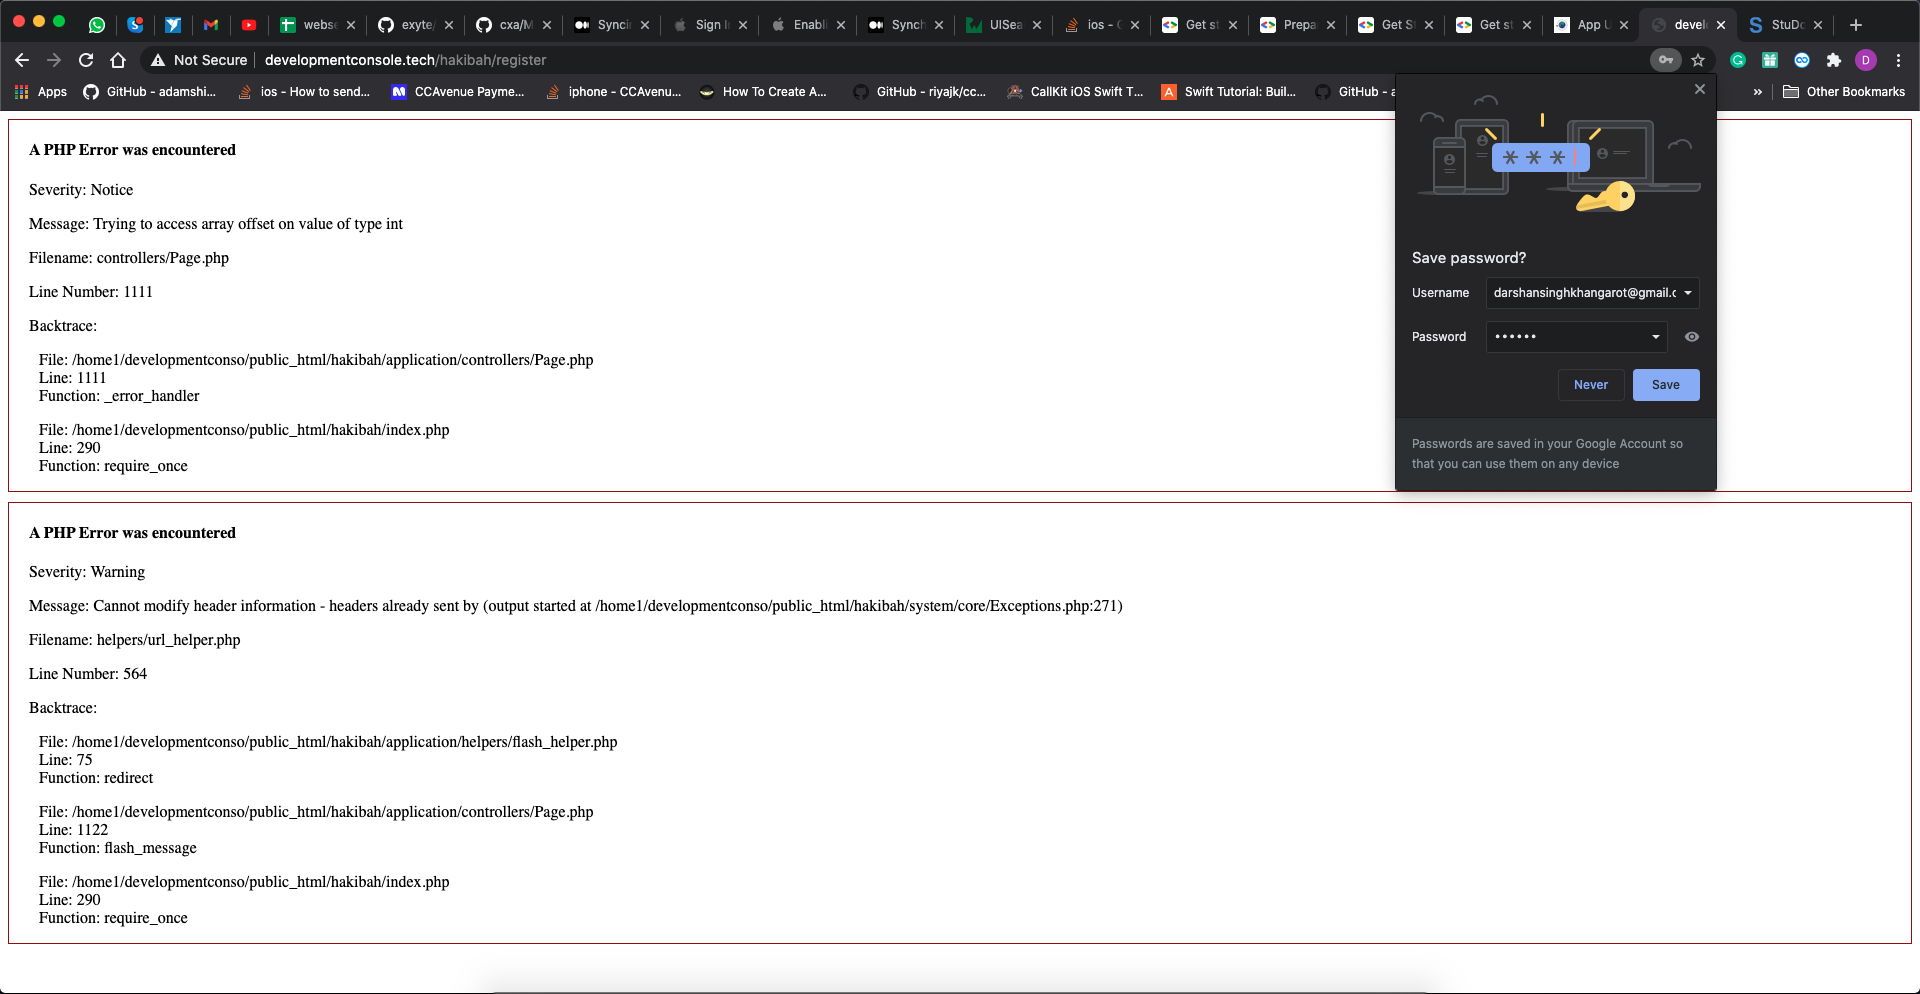 webse
exyte/
cxa/M
Syncin
Sign I
Enabli
Synch
UISea
ios - C
Get st
Prepa
Get S
Get st
App U
devel
StuDo
Not Secure
developmentconsole.tech/hakibah/register
D
Apps
GitHub - adamshi...
ios - How to send...
CCAvenue Payme...
iphone - CCAvenu...
How To Create A...
GitHub - riyajk/cc...
CallKit iOS Swift T...
Swift Tutorial: Buil...
GitHub - a
»
Other Bookmarks
A PHP Error was encountered
Severity: Notice
Message: Trying to access array offset on value of type int
Filename: controllers/Page.php
Line Number: 1111
Backtrace:
File: /home1/developmentconso/public_html/hakibah/application/controllers/Page.php
Line: 1111
Function: _error_handler
File: /home1/developmentconso/public_html/hakibah/index.php
Line: 290
Function: require_once
Save password?
Username darshansinghkhangarot@gmail.c
Password ••••••
Never Save
Passwords are saved in your Google Account so
that you can use them on any device
A PHP Error was encountered
Severity: Warning
Message: Cannot modify header information - headers already sent by (output started at /home1/developmentconso/public_html/hakibah/system/core/Exceptions.php:271)
Filename: helpers/url_helper.php
Line Number: 564
Backtrace:
File: /home1/developmentconso/public_html/hakibah/application/helpers/flash_helper.php
Line: 75
Function: redirect
File: /home1/developmentconso/public_html/hakibah/application/controllers/Page.php
Line: 1122
Function: flash_message
File: /home1/developmentconso/public_html/hakibah/index.php
Line: 290
Function: require_once